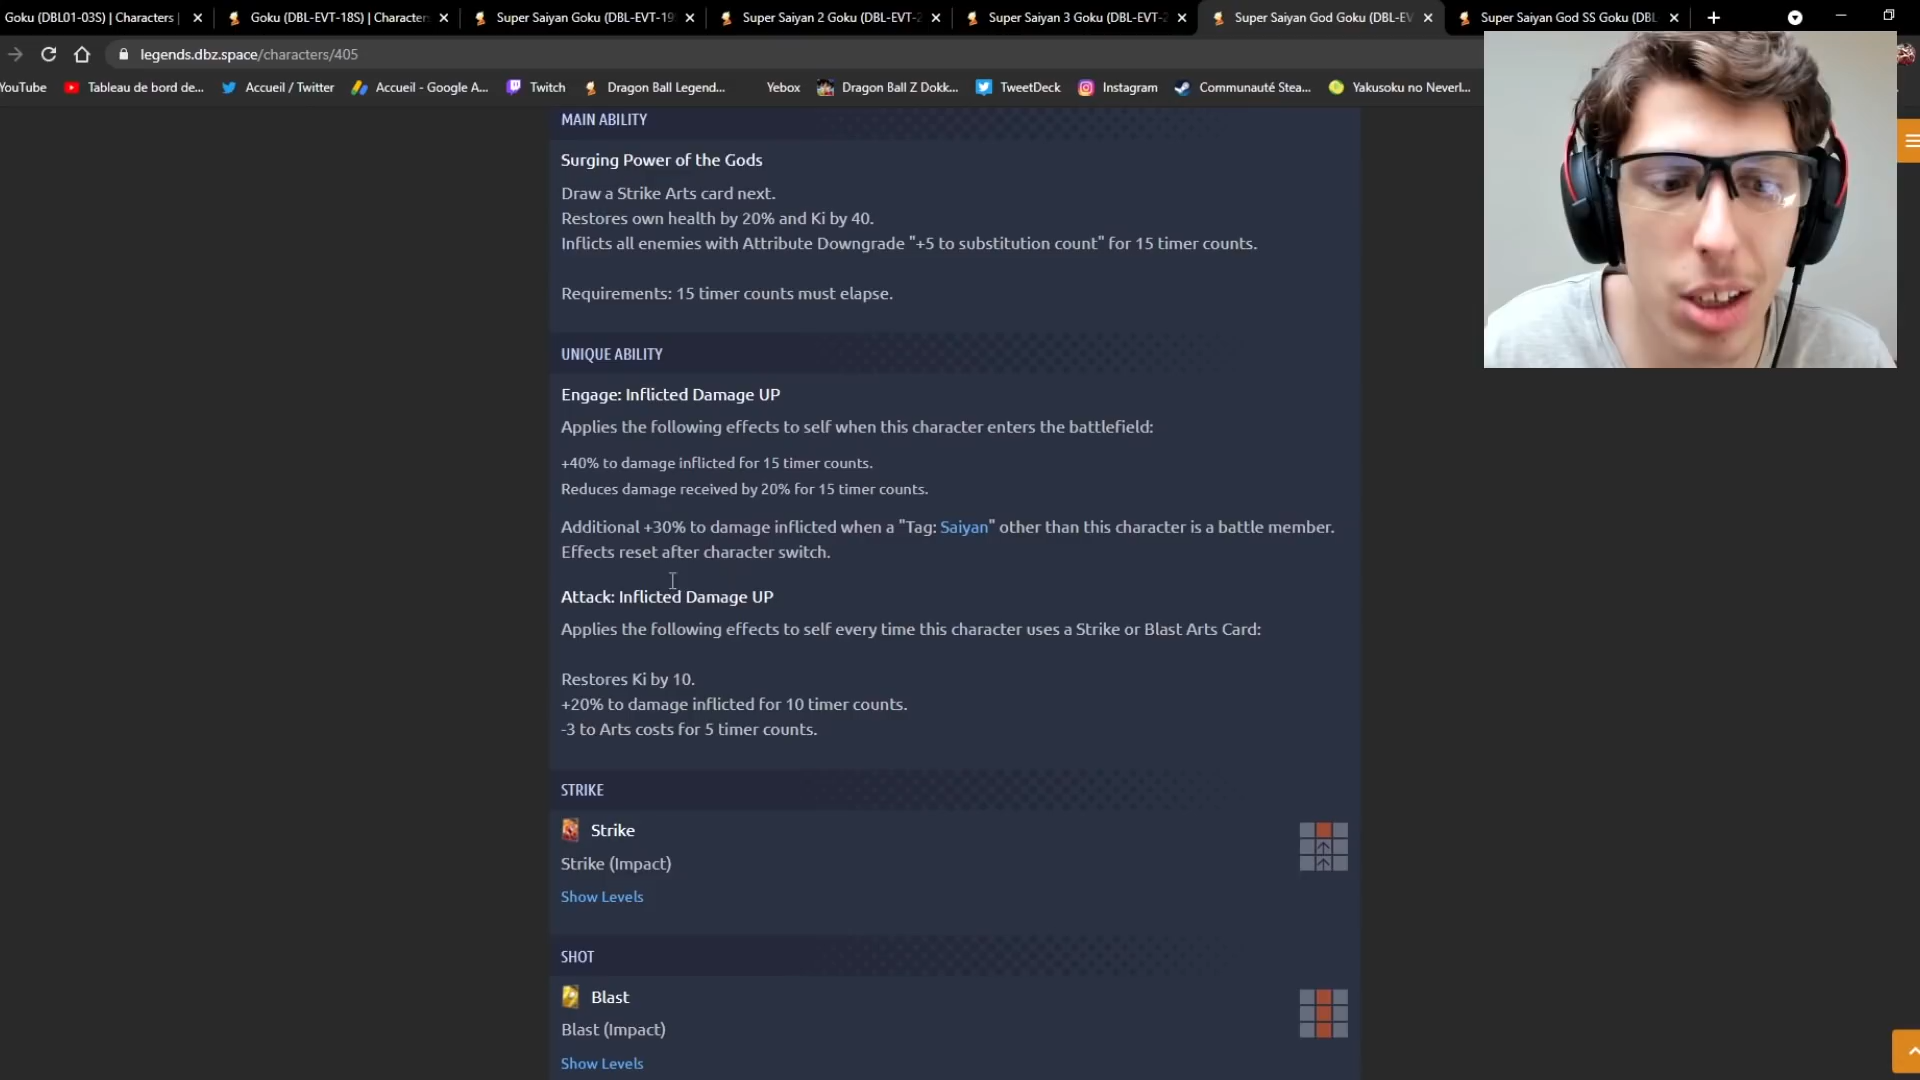 Goku (DBL01-03S) | Characters
Goku (DBL-EVT-18S) | Character
Super Saiyan Goku (DBL-EVT-19
Super Saiyan 2 Goku (DBL-EVT-2
Super Saiyan 3 Goku (DBL-EVT-2
Super Saiyan God Goku (DBL-EV
Super Saiyan God SS Goku (DBL-
legends.dbz.space/characters/405
YouTube
Tableau de bord de...
Accueil / Twitter
Accueil - Google A...
Twitch
Dragon Ball Legend...
Yebox
Dragon Ball Z Dokk...
TweetDeck
Instagram
Communauté Stea...
Yakusoku no Neverl...
MAIN ABILITY
Surging Power of the Gods
Draw a Strike Arts card next.
Restores own health by 20% and Ki by 40.
Inflicts all enemies with Attribute Downgrade "+5 to substitution count" for 15 timer counts.
Requirements: 15 timer counts must elapse.
UNIQUE ABILITY
Engage: Inflicted Damage UP
Applies the following effects to self when this character enters the battlefield:
+40% to damage inflicted for 15 timer counts.
Reduces damage received by 20% for 15 timer counts.
Additional +30% to damage inflicted when a "Tag: Saiyan" other than this character is a battle member.
Effects reset after character switch.
Attack: Inflicted Damage UP
Applies the following effects to self every time this character uses a Strike or Blast Arts Card:
Restores Ki by 10.
+20% to damage inflicted for 10 timer counts.
-3 to Arts costs for 5 timer counts.
STRIKE
Strike
Strike (Impact)
Show Levels
SHOT
Blast
Blast (Impact)
Show Levels